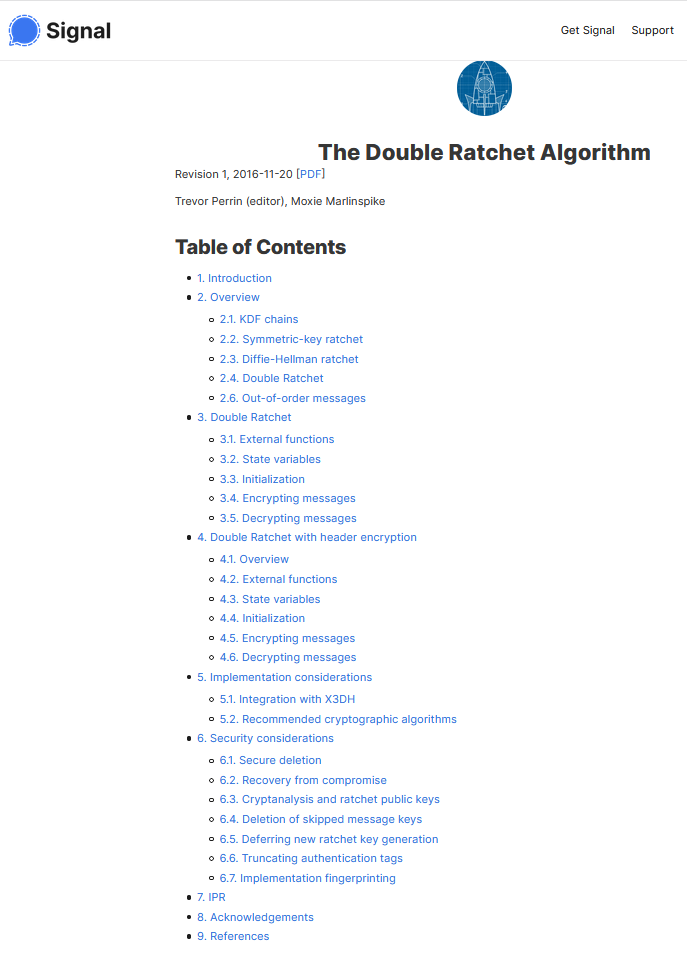 Signal
Get Signal Support
The Double Ratchet Algorithm
Revision 1, 2016-11-20 [PDF]
Trevor Perrin (editor), Moxie Marlinspike
Table of Contents
1. Introduction
2. Overview
2.1. KDF chains
2.2. Symmetric-key ratchet
2.3. Diffie-Hellman ratchet
2.4. Double Ratchet
2.6. Out-of-order messages
3. Double Ratchet
3.1. External functions
3.2. State variables
3.3. Initialization
3.4. Encrypting messages
3.5. Decrypting messages
4. Double Ratchet with header encryption
4.1. Overview
4.2. External functions
4.3. State variables
4.4. Initialization
4.5. Encrypting messages
4.6. Decrypting messages
5. Implementation considerations
5.1. Integration with X3DH
5.2. Recommended cryptographic algorithms
6. Security considerations
6.1. Secure deletion
6.2. Recovery from compromise
6.3. Cryptanalysis and ratchet public keys
6.4. Deletion of skipped message keys
6.5. Deferring new ratchet key generation
6.6. Truncating authentication tags
6.7. Implementation fingerprinting
7. IPR
8. Acknowledgements
9. References